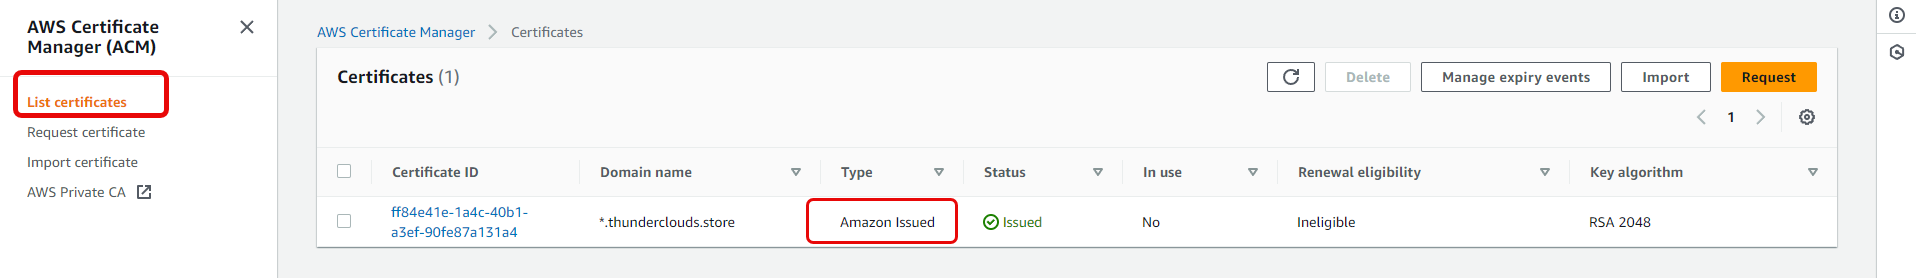 AWS Certificate
Manager (ACM)
List certificates
Request certificate
Import certificate
AWS Private CA
AWS Certificate Manager > Certificates
Certificates (1)
Delete
Manage expiry events
Import
Request
1
Certificate ID Domain name Type Status In use Renewal eligibility Key algorithm
ff84e41e-1a4c-40b1-
a3ef-90fe87a131a4
*.thunderclouds.store Amazon Issued Issued No Ineligible RSA 2048